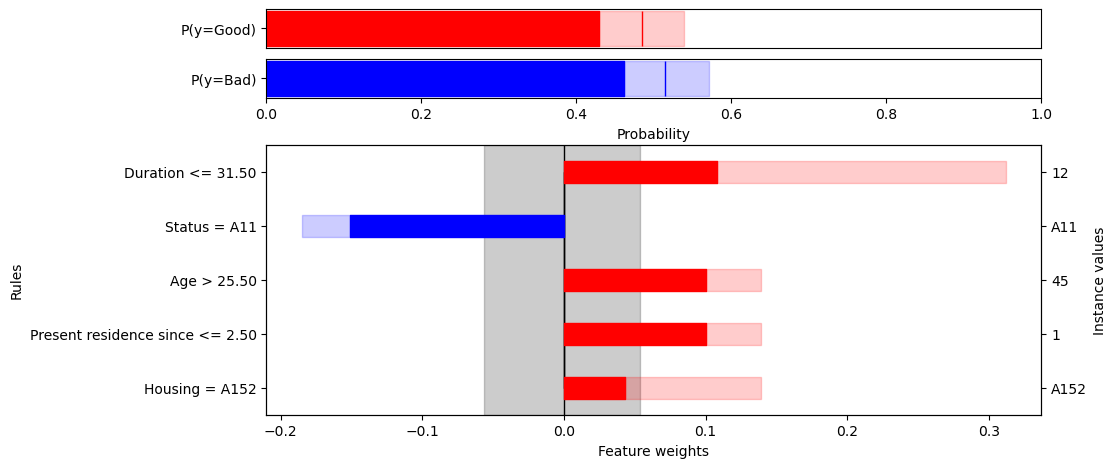 P(y=Good)
P(y=Bad)
0.0 0.2 0.4 0.6 0.8 1.0
Probability
Duration <= 31.50 12
Status = A11 A11
Age > 25.50 45
Present residence since <= 2.50 1
Housing = A152 A152
Rules
Instance values
−0.2 −0.1 0.0 0.1 0.2 0.3
Feature weights